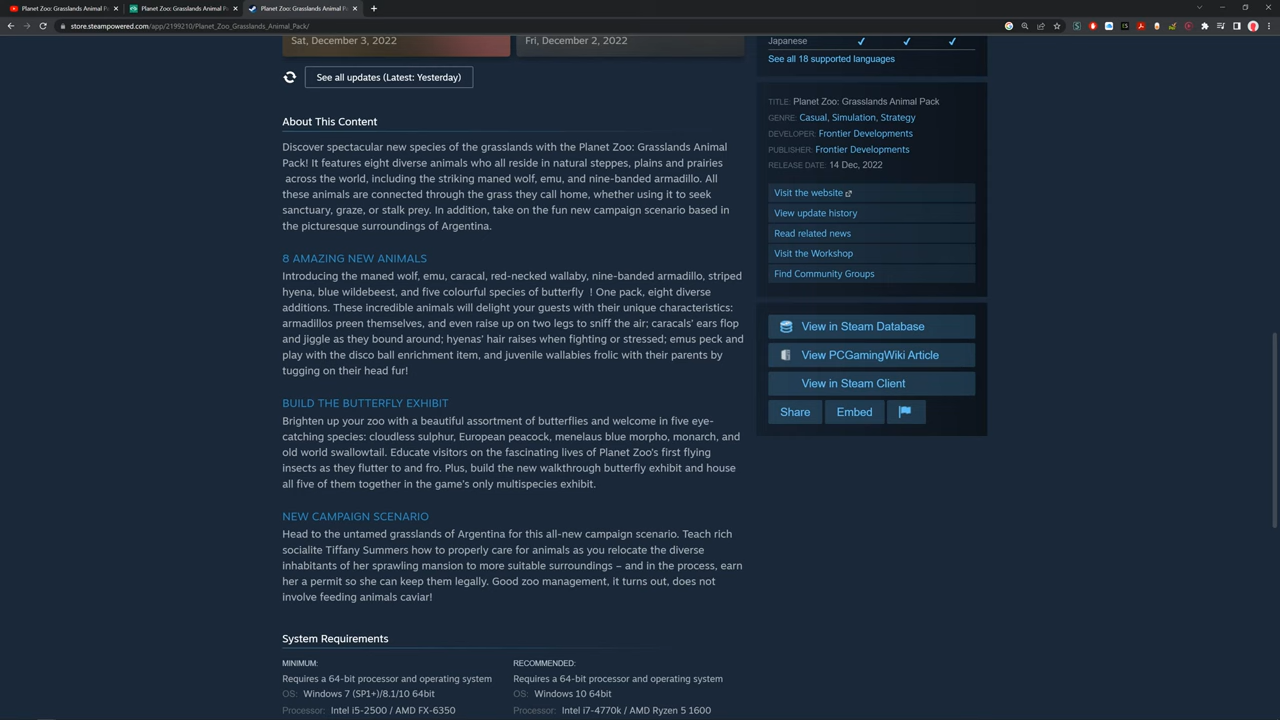 Planet Zoo: Grasslands Animal P
Planet Zoo: Grasslands Animal P
Planet Zoo: Grasslands Animal Pack
store.steampowered.com/app/2199210/Planet_Zoo_Grasslands_Animal_Pack/
Sat, December 3, 2022
Fri, December 2, 2022
See all updates (Latest: Yesterday)
About This Content
Discover spectacular new species of the grasslands with the Planet Zoo: Grasslands Animal
Pack! It features eight diverse animals who all reside in natural steppes, plains and prairies
across the world, including the striking maned wolf, emu, and nine-banded armadillo. All
these animals are connected through the grass they call home, whether using it to seek
sanctuary, graze, or stalk prey. In addition, take on the fun new campaign scenario based in
the picturesque surroundings of Argentina.
8 AMAZING NEW ANIMALS
Introducing the maned wolf, emu, caracal, red-necked wallaby, nine-banded armadillo, striped
hyena, blue wildebeest, and five colourful species of butterfly ! One pack, eight diverse
additions. These incredible animals will delight your guests with their unique characteristics:
armadillos preen themselves, and even raise up on two legs to sniff the air; caracals' ears flop
and jiggle as they bound around; hyenas' hair raises when fighting or stressed; emus peck and
play with the disco ball enrichment item, and juvenile wallabies frolic with their parents by
tugging on their head fur!
BUILD THE BUTTERFLY EXHIBIT
Brighten up your zoo with a beautiful assortment of butterflies and welcome in five eye-
catching species: cloudless sulphur, European peacock, menelaus blue morpho, monarch, and
old world swallowtail. Educate visitors on the fascinating lives of Planet Zoo's first flying
insects as they flutter to and fro. Plus, build the new walkthrough butterfly exhibit and house
all five of them together in the game's only multispecies exhibit.
NEW CAMPAIGN SCENARIO
Head to the untamed grasslands of Argentina for this all-new campaign scenario. Teach rich
socialite Tiffany Summers how to properly care for animals as you relocate the diverse
inhabitants of her sprawling mansion to more suitable surroundings – and in the process, earn
her a permit so she can keep them legally. Good zoo management, it turns out, does not
involve feeding animals caviar!
System Requirements
MINIMUM:
Requires a 64-bit processor and operating system
OS: Windows 7 (SP1+)/8.1/10 64bit
Processor: Intel i5-2500 / AMD FX-6350
RECOMMENDED:
Requires a 64-bit processor and operating system
OS: Windows 10 64bit
Processor: Intel i7-4770k / AMD Ryzen 5 1600
Japanese
See all 18 supported languages
TITLE: Planet Zoo: Grasslands Animal Pack
GENRE: Casual, Simulation, Strategy
DEVELOPER: Frontier Developments
PUBLISHER: Frontier Developments
RELEASE DATE: 14 Dec, 2022
Visit the website
View update history
Read related news
Visit the Workshop
Find Community Groups
View in Steam Database
View PCGamingWiki Article
View in Steam Client
Share
Embed